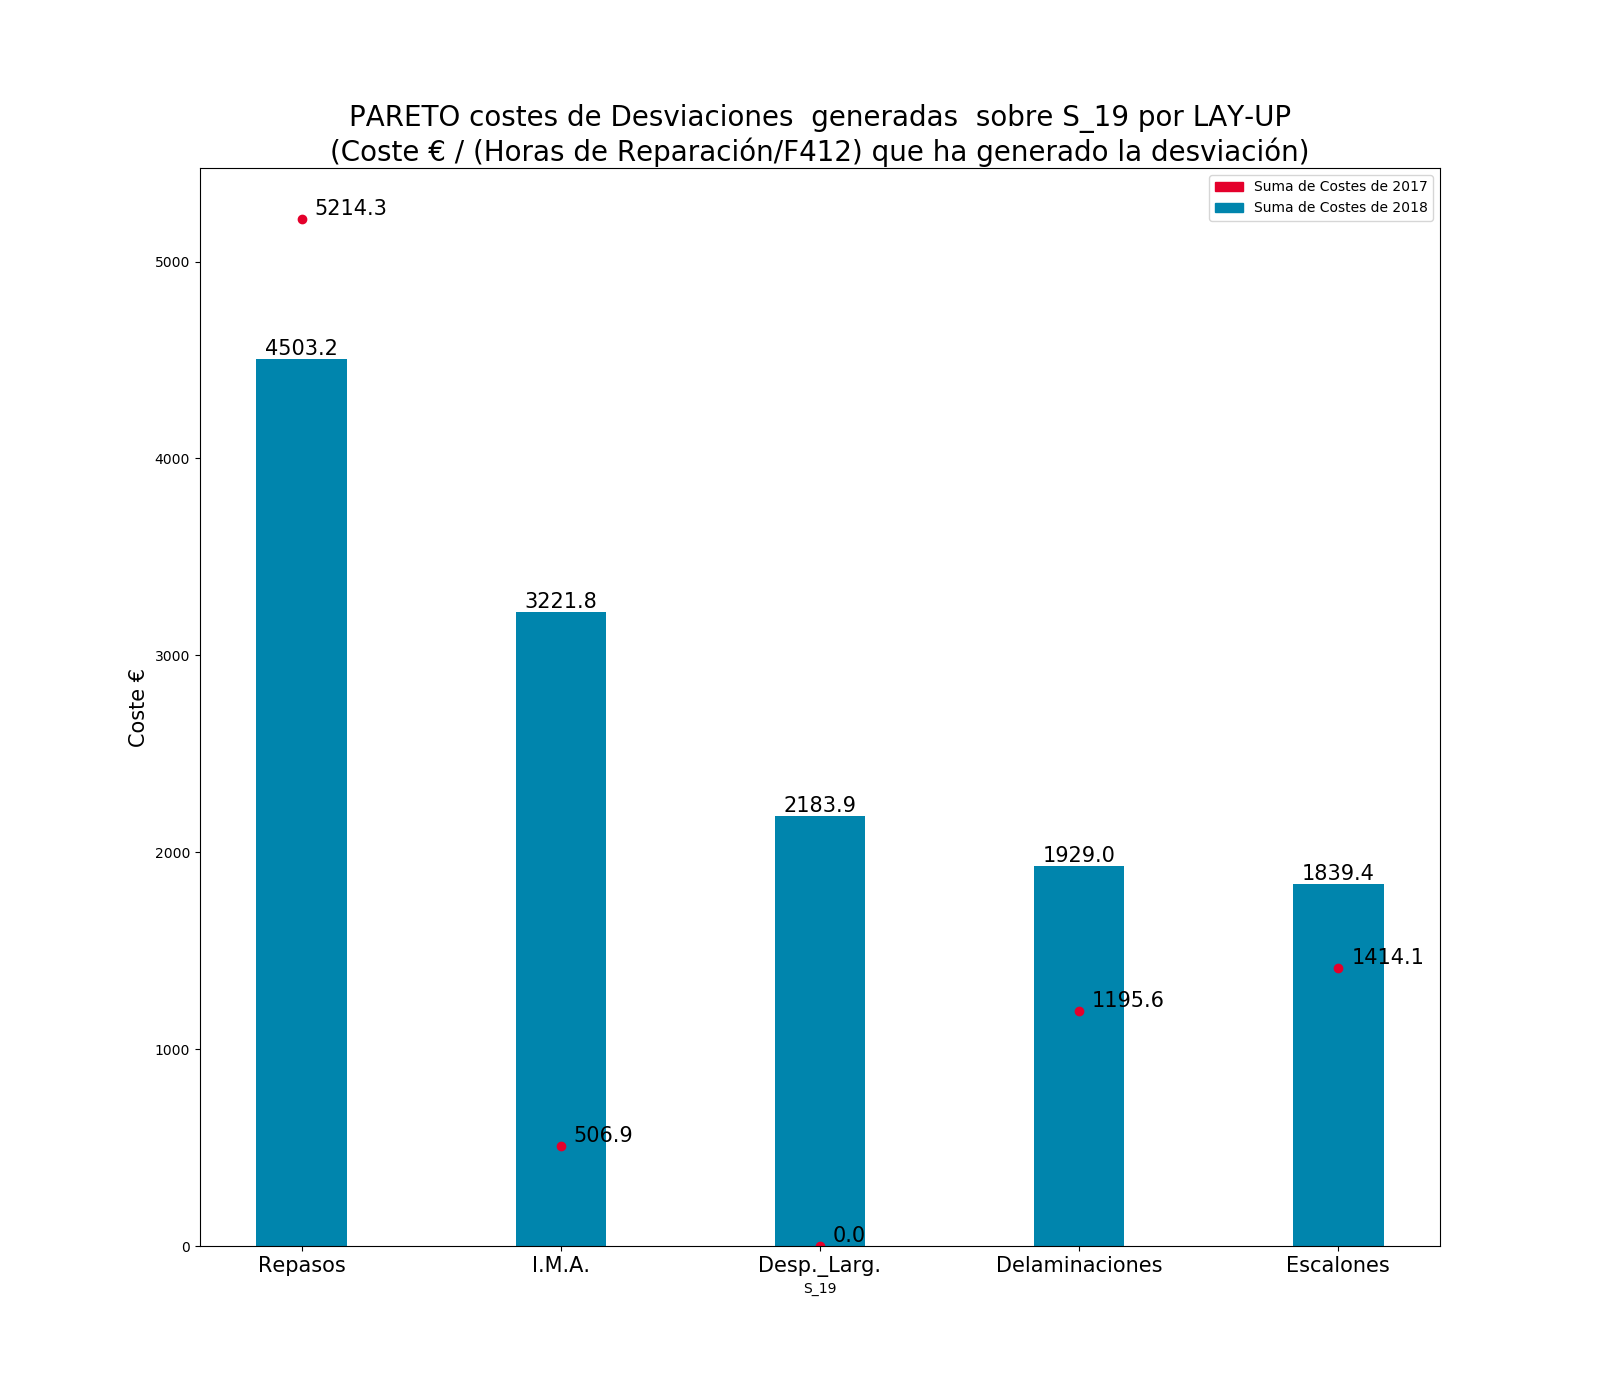 PARETO costes de Desviaciones  generadas  sobre S_19 por LAY-UP
(Coste € / (Horas de Reparación/F412) que ha generado la desviación)
Suma de Costes de 2017
Suma de Costes de 2018
Coste €
5000
4000
3000
2000
1000
0
5214.3
4503.2
3221.8
506.9
2183.9
0.0
1929.0
1195.6
1839.4
1414.1
Repasos
I.M.A.
Desp._Larg.
Delaminaciones
Escalones
S_19